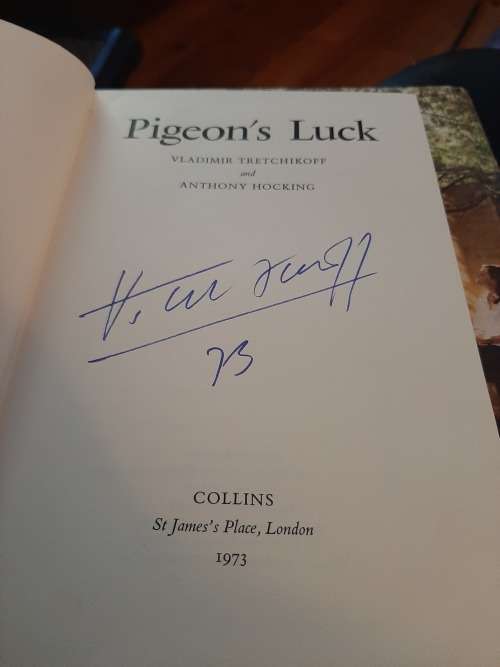 Pigeon's Luck
VLADIMIR TRETCHIKOFF
and
ANTHONY HOCKING
73
COLLINS
St James's Place, London
1973